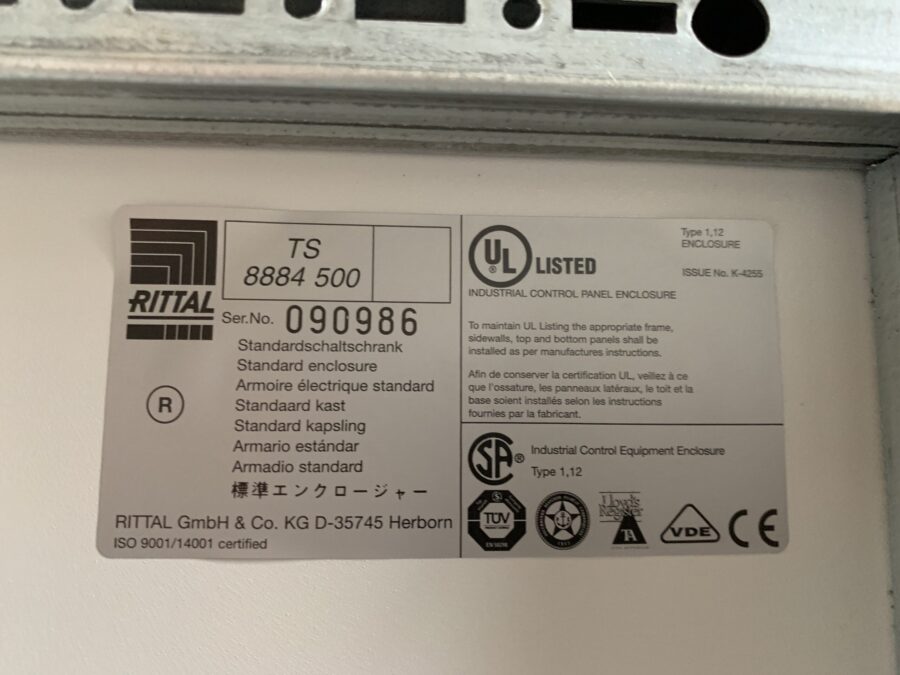 RITTAL
TS
8884 500
Ser.No. 090986
Standardschaltschrank
Standard enclosure
Armoire électrique standard
Standaard kast
Standard kapsling
Armario estándar
Armadio standard
標準エンクロージャー
R
RITTAL GmbH & Co. KG D-35745 Herborn
ISO 9001/14001 certified
UL® LISTED
Type 1,12
ENCLOSURE
ISSUE No. K-4255
INDUSTRIAL CONTROL PANEL ENCLOSURE
To maintain UL Listing the appropriate frame,
sidewalls, top and bottom panels shall be
installed as per manufactures instructions.
Afin de conserver la certification UL, veillez à ce
que l'ossature, les panneaux latéraux, le toit et la
base soient installés selon les instructions
fournies par la fabricant.
SA®
Industrial Control Equipment Enclosure
Type 1,12
TÜV
Lloyd's
Register
TA
VDE
CE